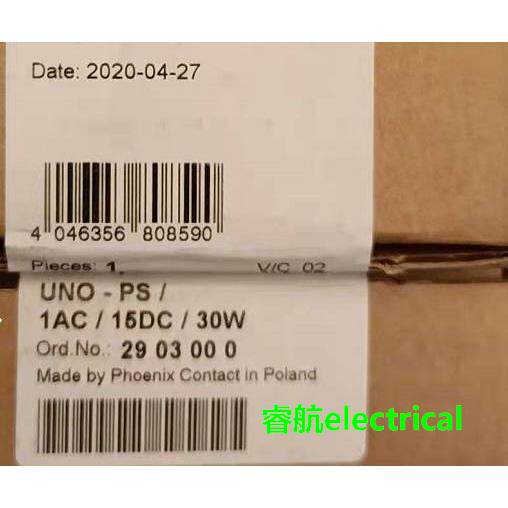 Date: 2020-04-27
4 046356 808590
Pieces: 1, V/C 02
UNO - PS /
1AC / 15DC / 30W
Ord.No.: 29 03 00 0
Made by Phoenix Contact in Poland
睿航electrical